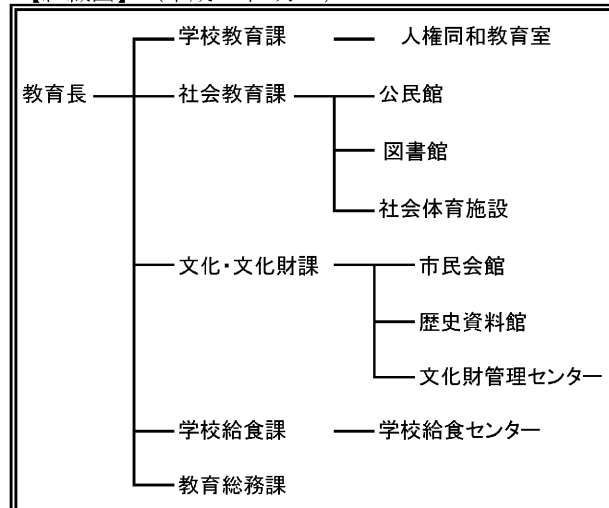 学校教育課 人権同和教育室
教育長 社会教育課 公民館
図書館
社会体育施設
文化・文化財課 市民会館
歴史資料館
文化財管理センター
学校給食課 学校給食センター
教育総務課